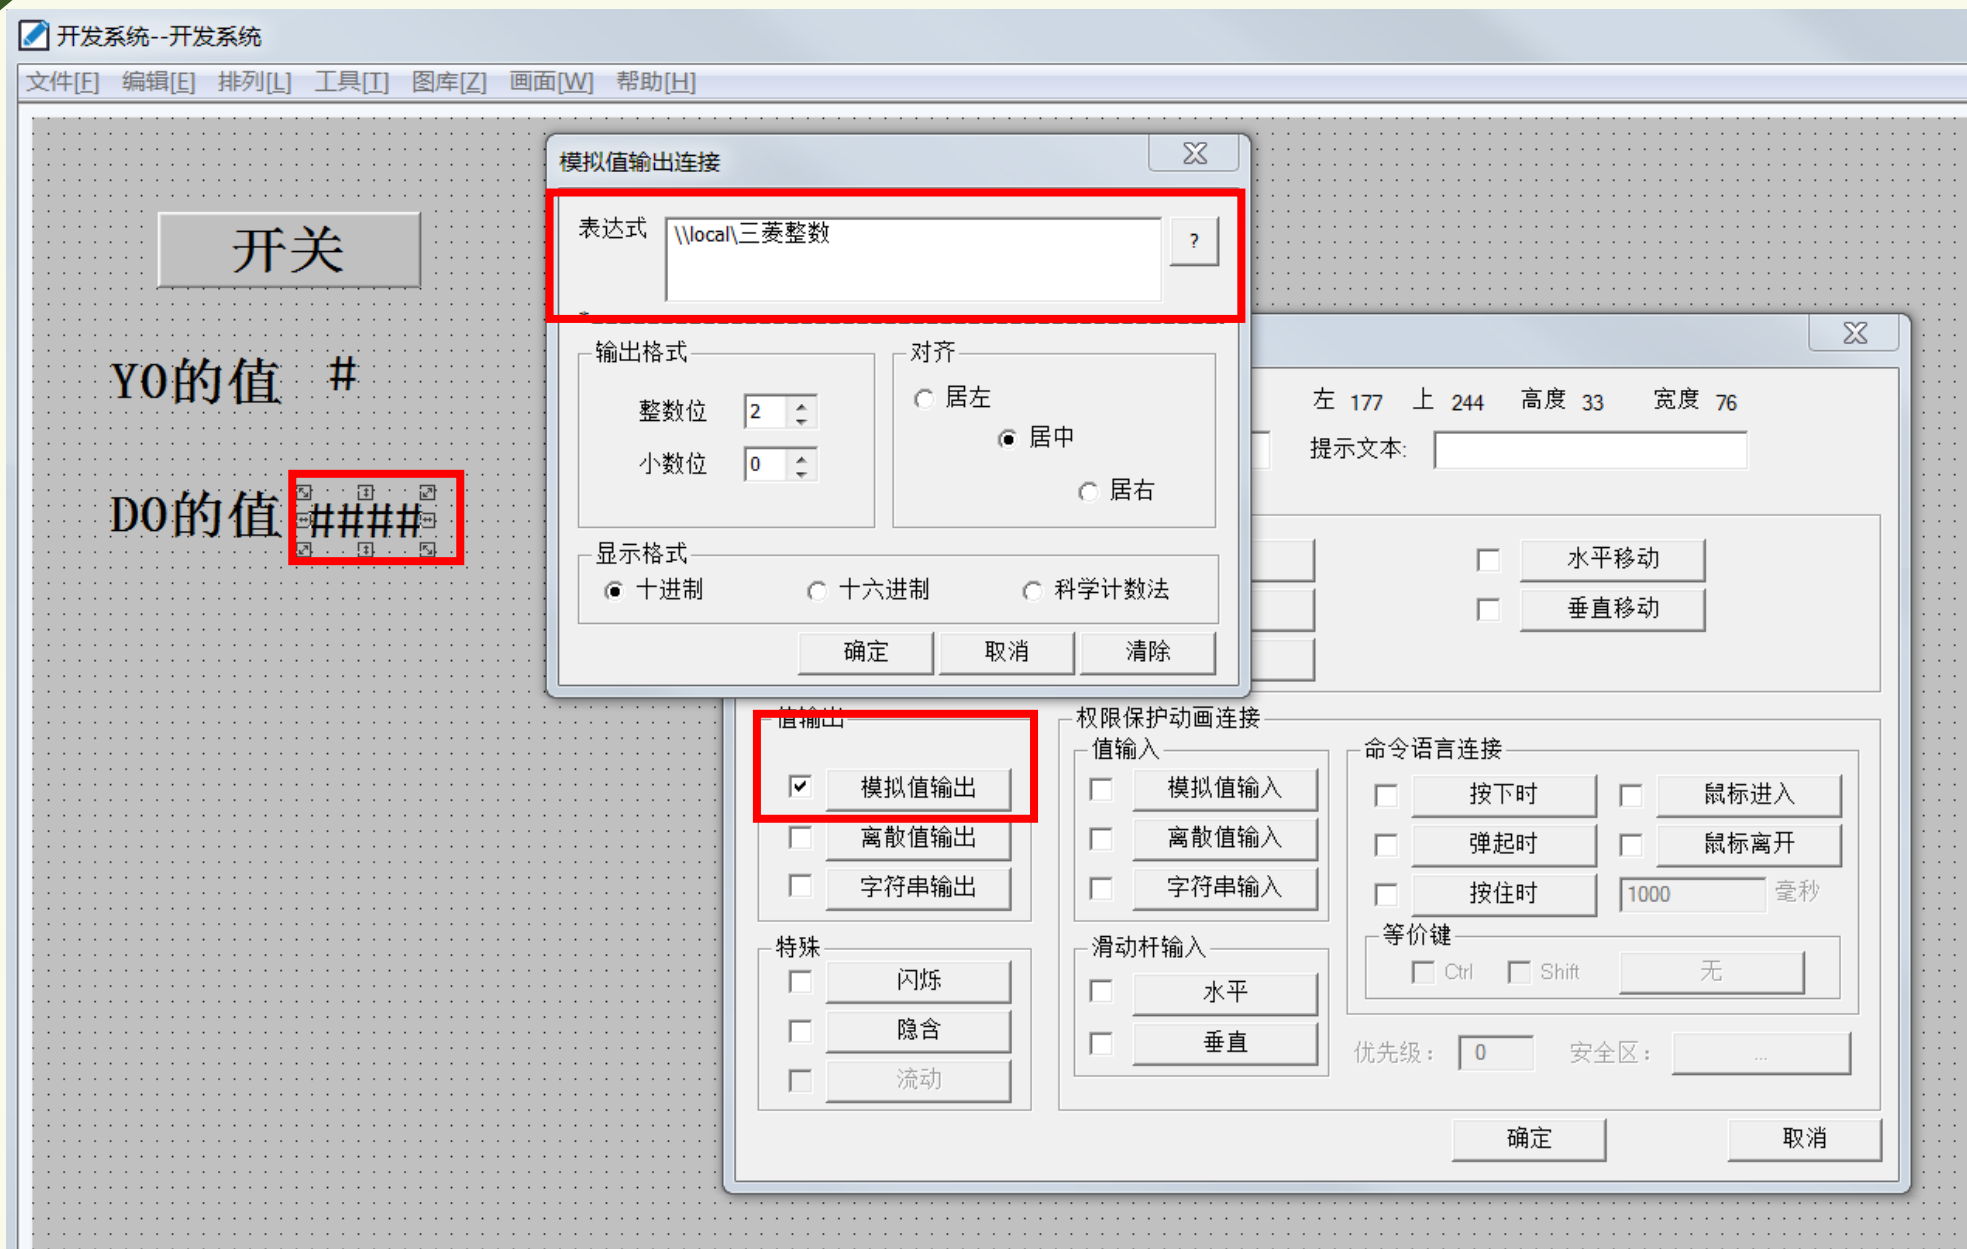 开发系统--开发系统
文件[F] 编辑[E] 排列[L] 工具[T] 图库[Z] 画面[W] 帮助[H]
开关
Y0的值 #
D0的值 ####
模拟值输出连接
表达式 \\local\三菱整数 ?
输出格式
整数位 2
小数位 0
对齐
居左
居中
居右
显示格式
十进制 十六进制 科学计数法
确定 取消 清除
左 177 上 244 高度 33 宽度 76
提示文本:
水平移动
垂直移动
值输出
模拟值输出
离散值输出
字符串输出
特殊
闪烁
隐含
流动
权限保护动画连接
值输入
模拟值输入
离散值输入
字符串输入
滑动杆输入
水平
垂直
命令语言连接
按下时 鼠标进入
弹起时 鼠标离开
按住时 1000 毫秒
等价键
Ctrl Shift 无
优先级： 0 安全区： ...
确定 取消